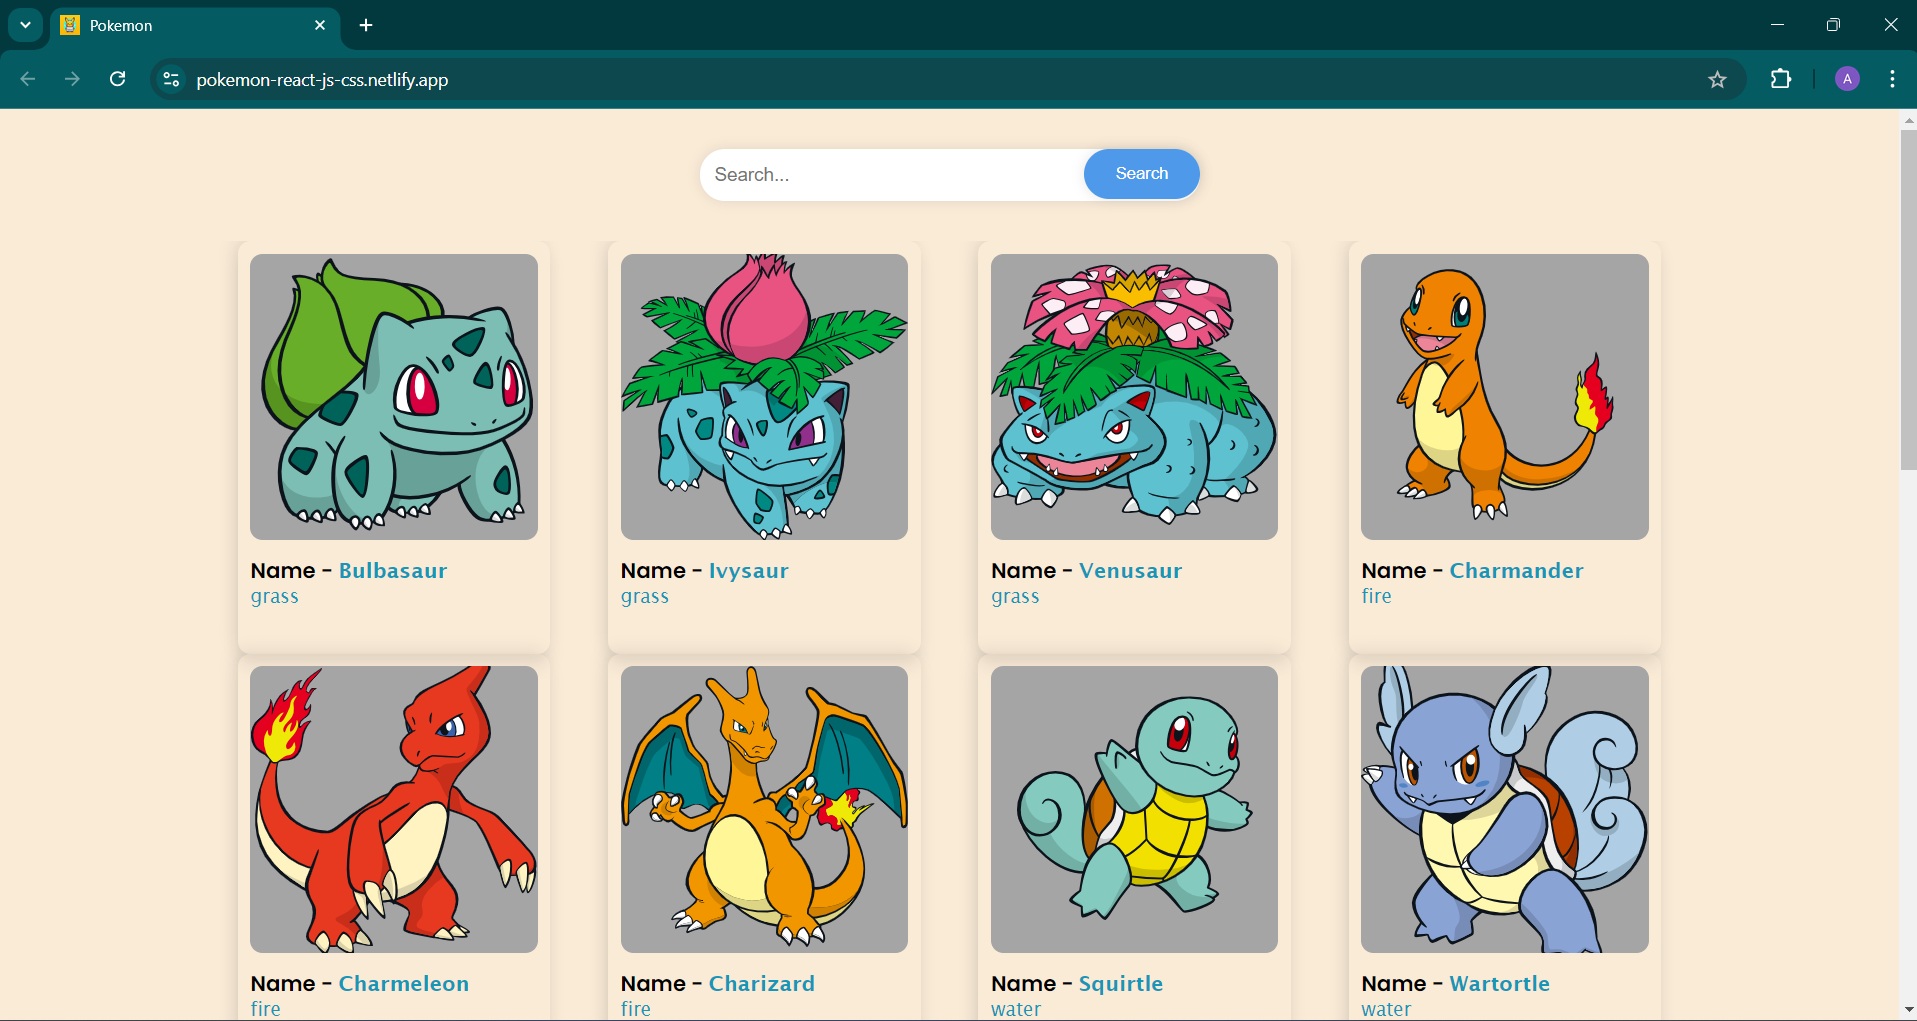 Pokemon
pokemon-react-js-css.netlify.app
A
Search...
Search
Name - Bulbasaur
grass
Name - Ivysaur
grass
Name - Venusaur
grass
Name - Charmander
fire
Name - Charmeleon
fire
Name - Charizard
fire
Name - Squirtle
water
Name - Wartortle
water